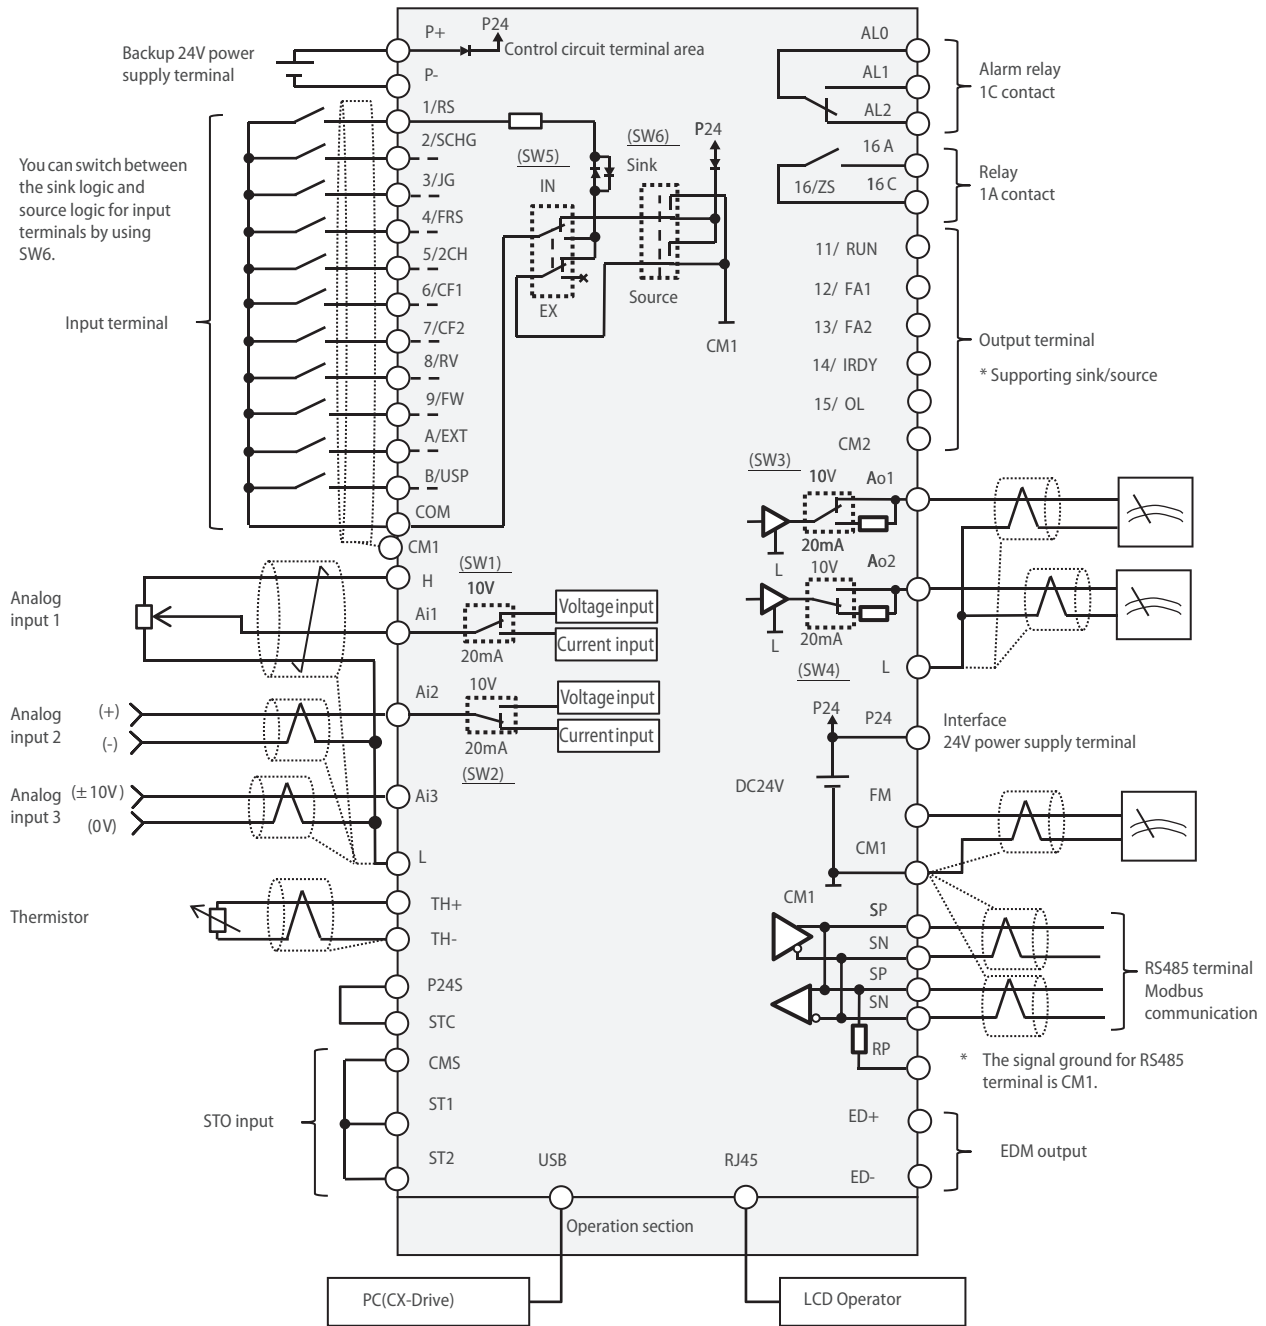 Backup 24V power
supply terminal
P+
P24
Control circuit terminal area
P-
You can switch between
the sink logic and
source logic for input
terminals by using
SW6.
Input terminal
1/RS
2/SCHG
3/JG
4/FRS
5/2CH
6/CF1
7/CF2
8/RV
9/FW
A/EXT
B/USP
COM
CM1
(SW5)
IN
EX
(SW6)
Sink
Source
P24
CM1
AL0
AL1
AL2
Alarm relay
1C contact
16 A
16/ZS
16 C
Relay
1A contact
11/ RUN
12/ FA1
13/ FA2
14/ IRDY
15/ OL
CM2
Output terminal
* Supporting sink/source
Analog
input 1
H
Ai1
(SW1)
10V
20mA
Voltage input
Current input
Analog
input 2
(+)
(-)
Ai2
10V
20mA
(SW2)
Voltage input
Current input
Analog
input 3
(±10V)
(0V)
Ai3
L
(SW3)
10V
20mA
L
Ao1
10V
20mA
L
Ao2
(SW4)
L
P24
P24
Interface
24V power supply terminal
DC24V
FM
CM1
CM1
Thermistor
TH+
TH-
P24S
STC
CMS
ST1
ST2
STO input
SP
SN
SP
SN
RP
RS485 terminal
Modbus
communication
* The signal ground for RS485
terminal is CM1.
ED+
ED-
EDM output
USB
RJ45
Operation section
PC(CX-Drive)
LCD Operator